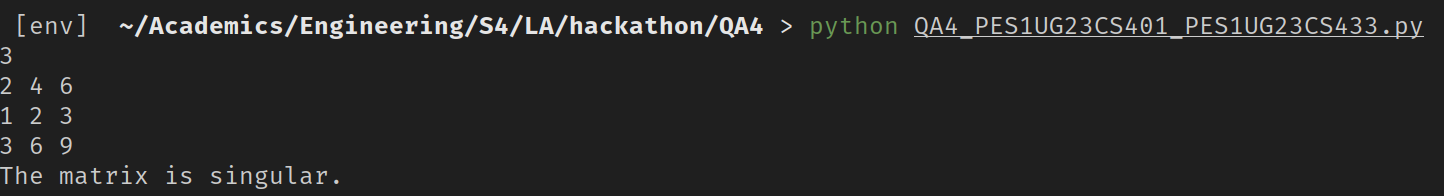 [env] ~/Academics/Engineering/S4/LA/hackathon/QA4 > python QA4_PES1UG23CS401_PES1UG23CS433.py
3
2 4 6
1 2 3
3 6 9
The matrix is singular.